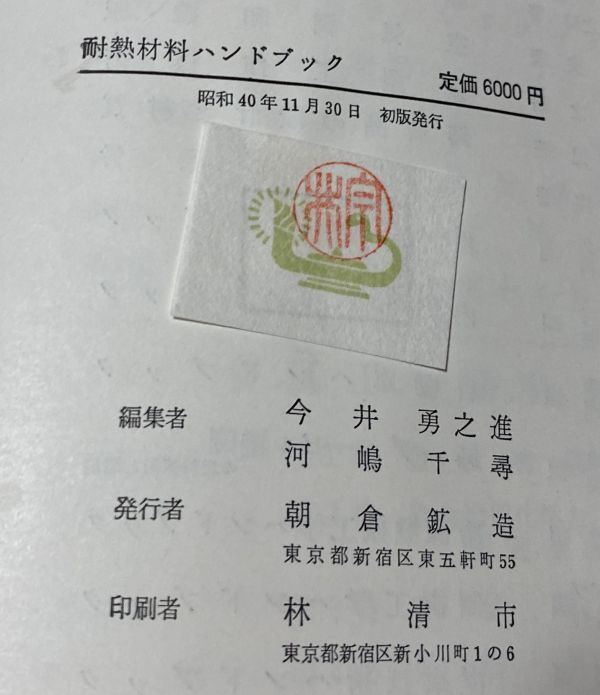 耐熱材料ハンドブック
定価 6000 円
昭和 40 年 11 月 30 日 初版発行
編集者 今井勇之進
河嶋千尋
発行者 朝倉鉱造
東京都新宿区東五軒町55
印刷者 林清市
東京都新宿区新小川町1の6